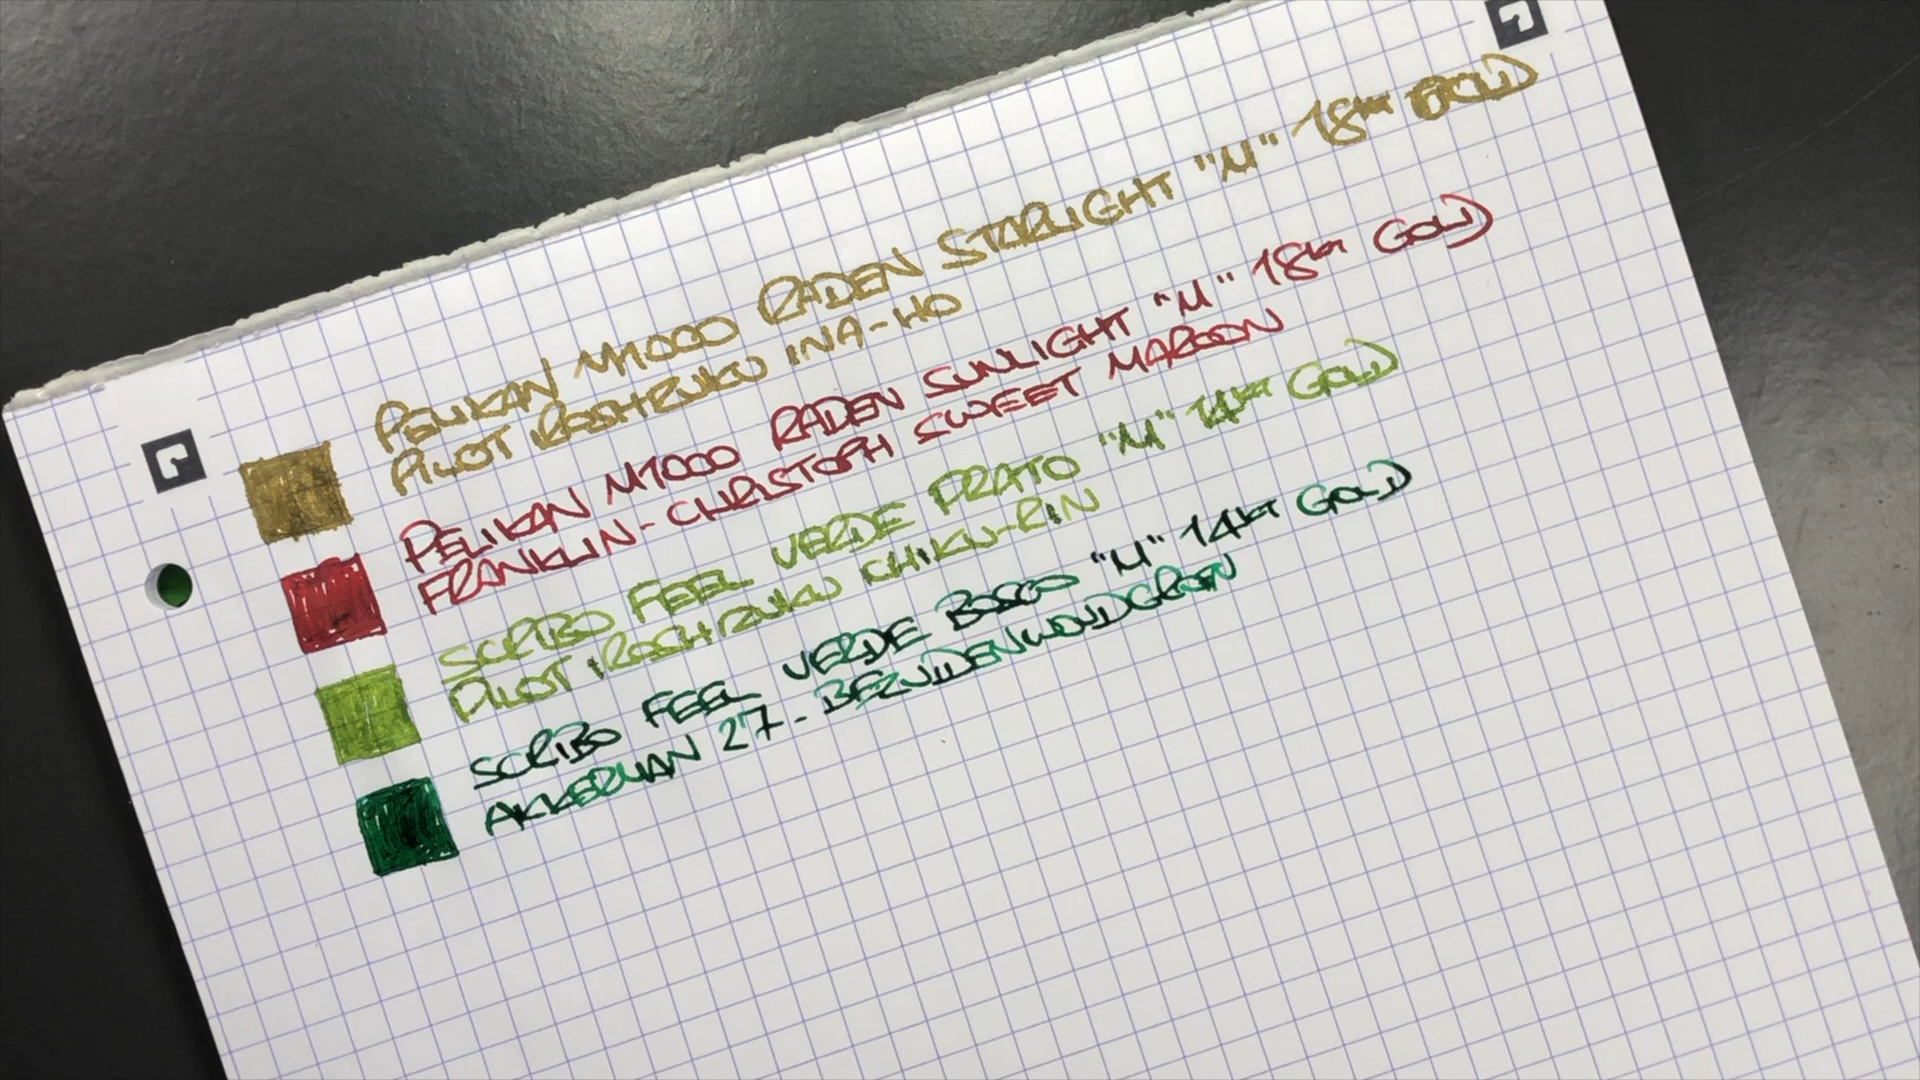 PELIKAN M1000 RADEN STARLIGHT "M" 18KT GOLD
PILOT IROSHIZUKU INA-HO
PELIKAN M1000 RADEN SUNLIGHT "M" 18KT GOLD
FRANKLIN-CHRISTOPH SWEET MAROON
SCRIBO FEEL VERDE PRATO "M" 14KT GOLD
PILOT IROSHIZUKU CHIKU-RIN
SCRIBO FEEL VERDE BOSCO "M" 14KT GOLD
AKKERMAN 27 - BEZUIDENWOUDGROEN